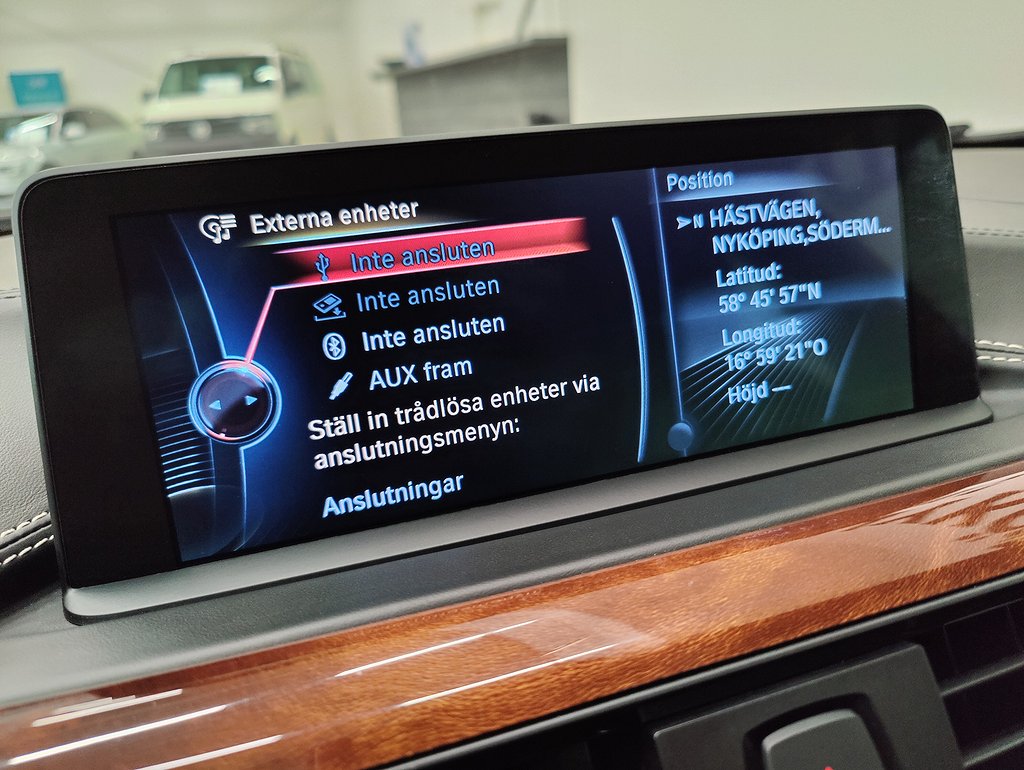 Externa enheter
Inte ansluten
Inte ansluten
Inte ansluten
AUX fram
Ställ in trådlösa enheter via
anslutningsmenyn:
Anslutningar
Position
N HÄSTVÄGEN,
NYKÖPING,SÖDERM...
Latitud:
58° 45' 57"N
Longitud:
16° 59' 21"O
Höjd —